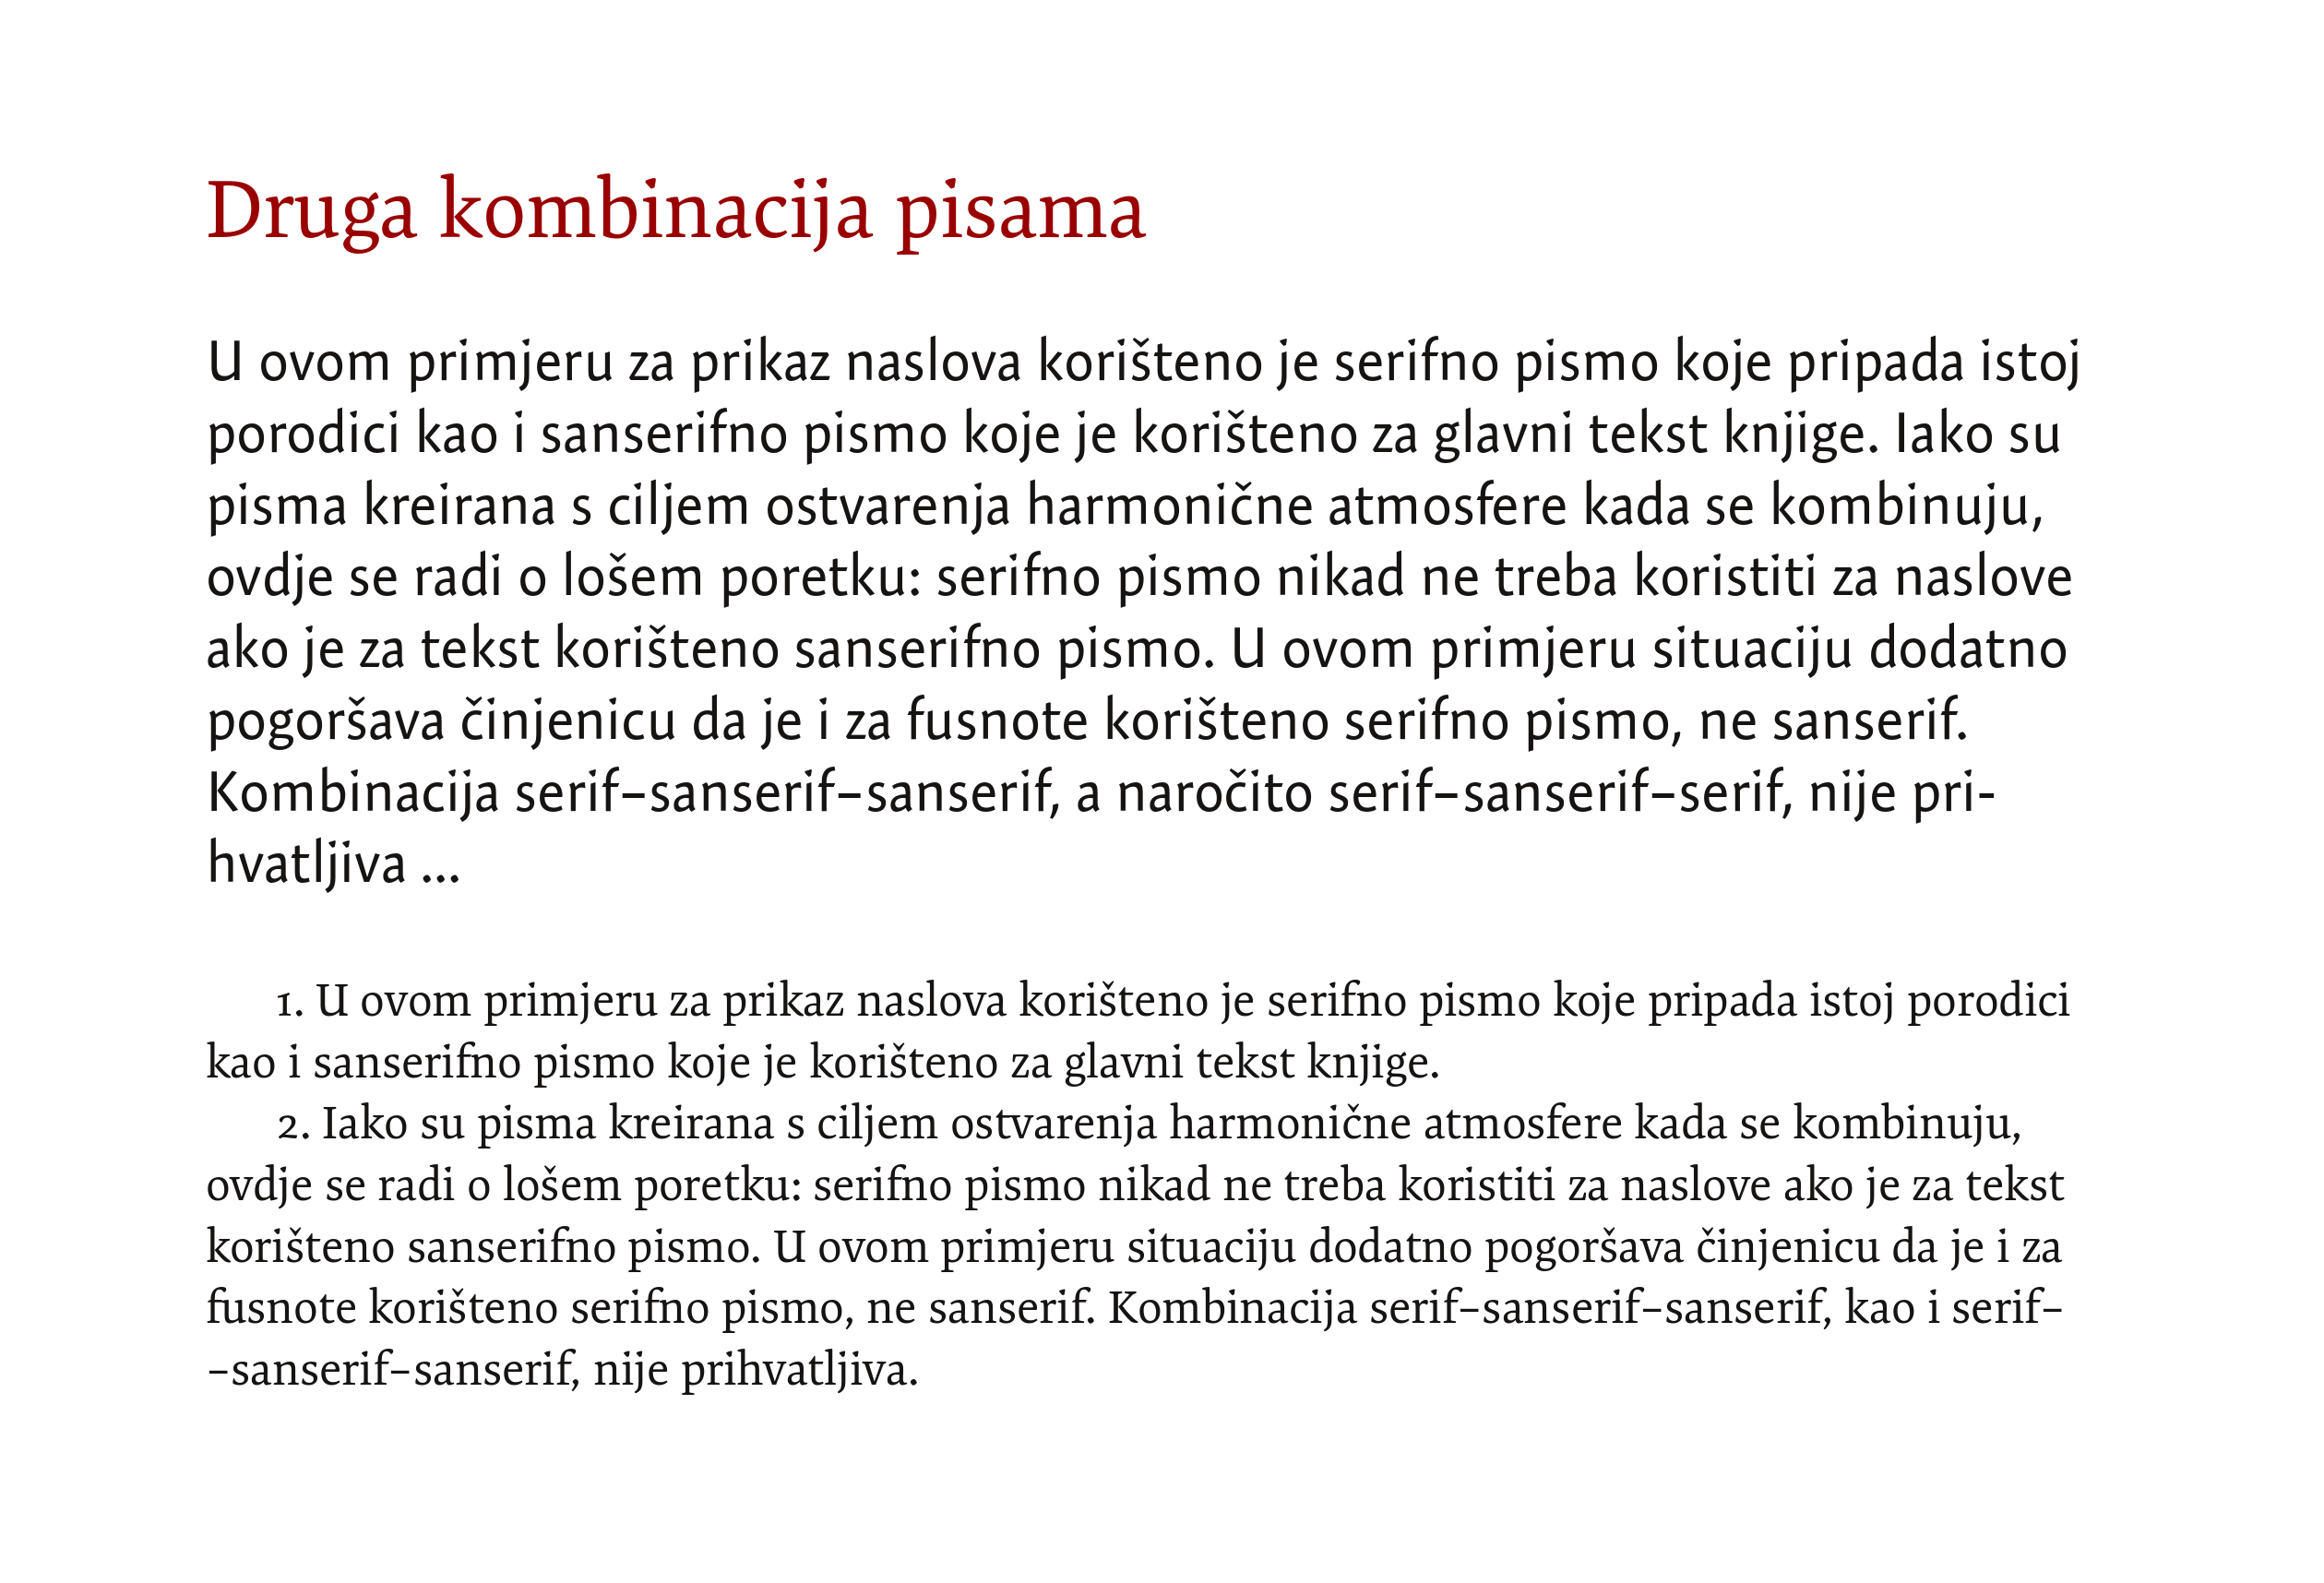 Druga kombinacija pisama
U ovom primjeru za prikaz naslova korišteno je serifno pismo koje pripada istoj
porodici kao i sanserifno pismo koje je korišteno za glavni tekst knjige. Iako su
pisma kreirana s ciljem ostvarenja harmonične atmosfere kada se kombinuju,
ovdje se radi o lošem poretku: serifno pismo nikad ne treba koristiti za naslove
ako je za tekst korišteno sanserifno pismo. U ovom primjeru situaciju dodatno
pogoršava činjenicu da je i za fusnote korišteno serifno pismo, ne sanserif.
Kombinacija serif–sanserif–sanserif, a naročito serif–sanserif–serif, nije pri-
hvatljiva ...
1. U ovom primjeru za prikaz naslova korišteno je serifno pismo koje pripada istoj porodici
kao i sanserifno pismo koje je korišteno za glavni tekst knjige.
2. Iako su pisma kreirana s ciljem ostvarenja harmonične atmosfere kada se kombinuju,
ovdje se radi o lošem poretku: serifno pismo nikad ne treba koristiti za naslove ako je za tekst
korišteno sanserifno pismo. U ovom primjeru situaciju dodatno pogoršava činjenicu da je i za
fusnote korišteno serifno pismo, ne sanserif. Kombinacija serif–sanserif–sanserif, kao i serif–
–sanserif–sanserif, nije prihvatljiva.